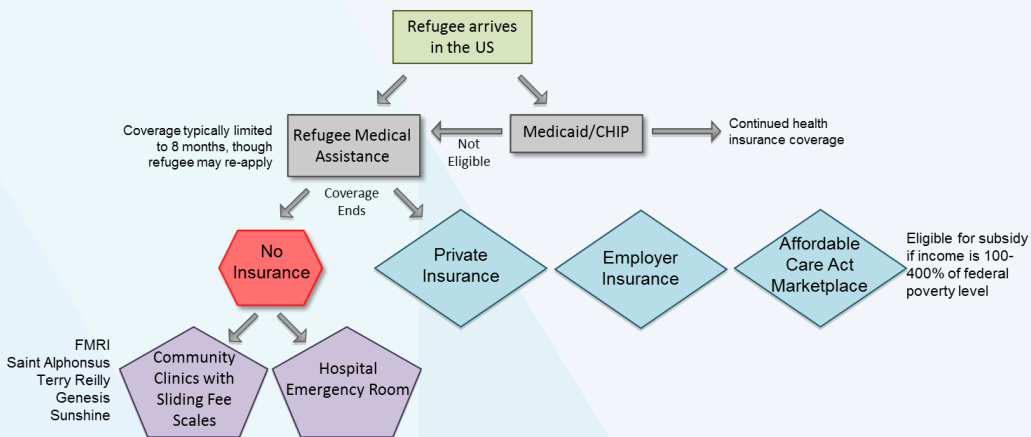 Refugee arrives
in the US
Coverage typically limited
to 8 months, though
refugee may re-apply
Refugee Medical
Assistance
Not
Eligible
Medicaid/CHIP
Continued health
insurance coverage
Coverage
Ends
No
Insurance
Private
Insurance
Employer
Insurance
Affordable
Care Act
Marketplace
Eligible for subsidy
if income is 100-
400% of federal
poverty level
FMRI
Saint Alphonsus
Terry Reilly
Genesis
Sunshine
Community
Clinics with
Sliding Fee
Scales
Hospital
Emergency Room